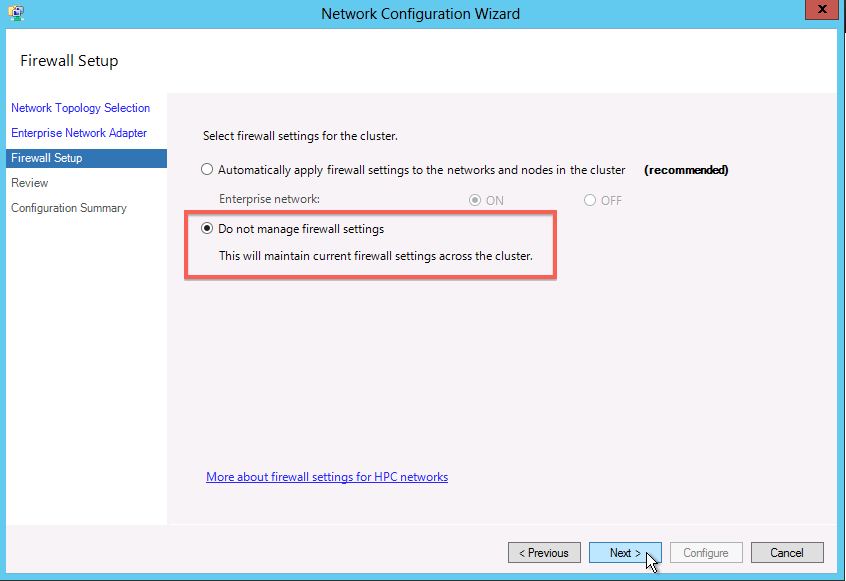 Network Configuration Wizard
x
Firewall Setup
Network Topology Selection
Enterprise Network Adapter
Firewall Setup
Review
Configuration Summary
Select firewall settings for the cluster.
Automatically apply firewall settings to the networks and nodes in the cluster (recommended)
Enterprise network: ON OFF
Do not manage firewall settings
This will maintain current firewall settings across the cluster.
More about firewall settings for HPC networks
< Previous Next > Configure Cancel